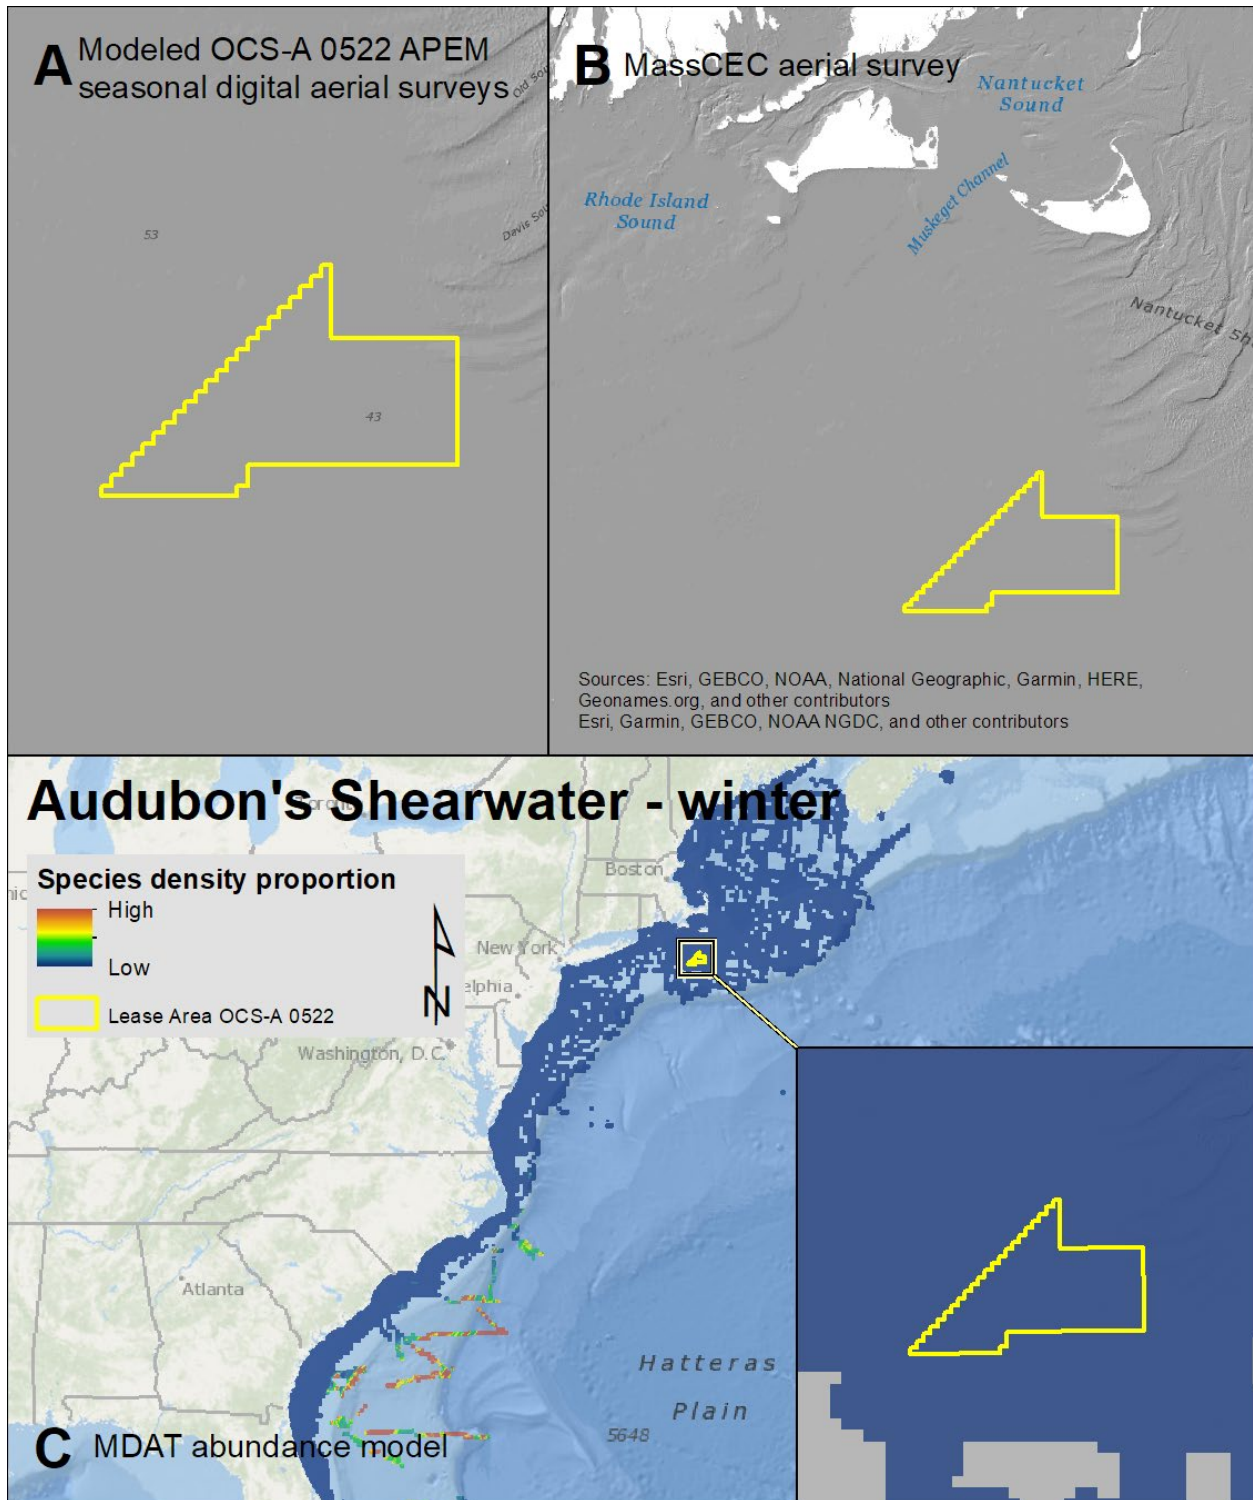 A Modeled OCS-A 0522 APEM
seasonal digital aerial surveys
Old Sou
Davis Sou
53
43
B MassCEC aerial survey
Nantucket
Sound
Rhode Island
Sound
Muskeget Channel
Nantucket Sh
Sources: Esri, GEBCO, NOAA, National Geographic, Garmin, HERE,
Geonames.org, and other contributors
Esri, Garmin, GEBCO, NOAA NGDC, and other contributors
Audubon's Shearwater - winter
Species density proportion
High
Low
Lease Area OCS-A 0522
N
Boston
New York
elphia
Washington, D.C.
Atlanta
Hatteras
Plain
5648
C MDAT abundance model